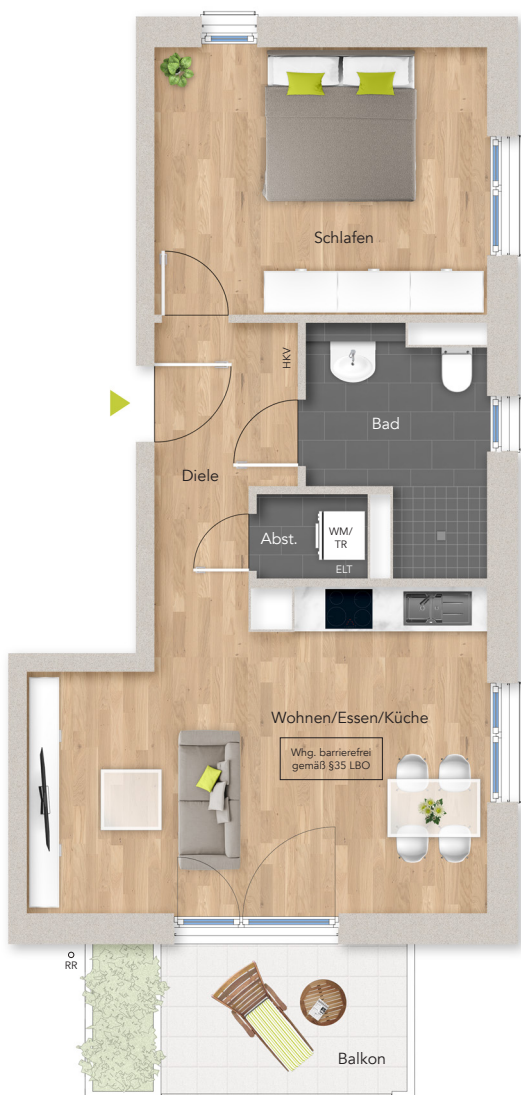 Schlafen
HKV
Bad
Diele
Abst.
WM/
TR
ELT
Wohnen/Essen/Küche
Whg. barrierefrei
gemäß §35 LBO
RR
Balkon